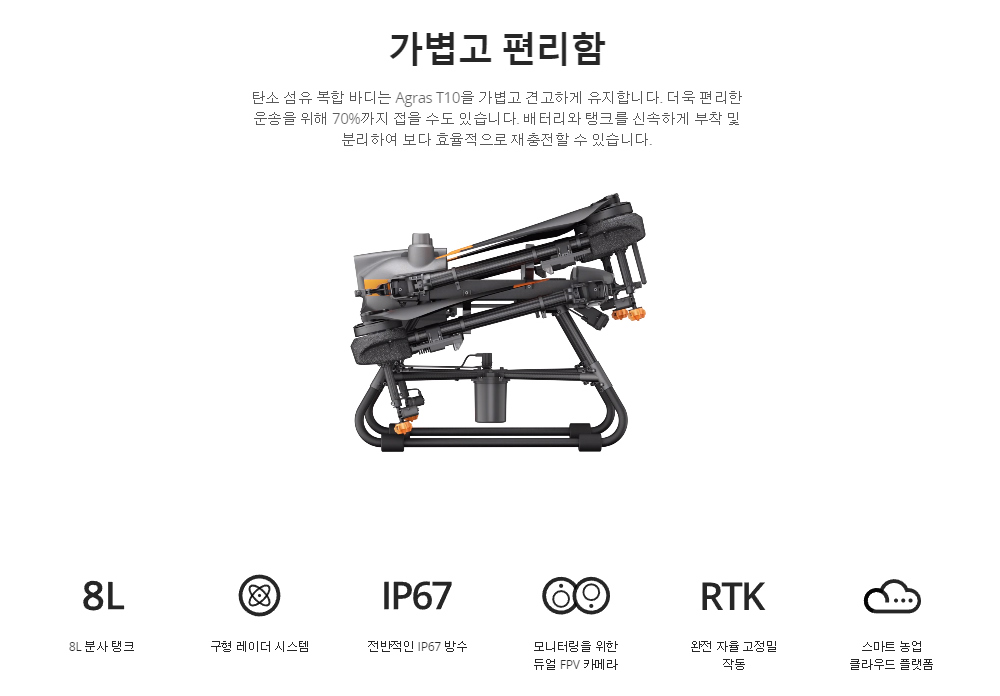 가볍고 편리함
탄소 섬유 복합 바디는 Agras T10을 가볍고 견고하게 유지합니다. 더욱 편리한
운송을 위해 70%까지 접을 수도 있습니다. 배터리와 탱크를 신속하게 부착 및
분리하여 보다 효율적으로 재충전할 수 있습니다.
8L
IP67
RTK
8L 분사 탱크
구형 레이더 시스템
전반적인 IP67 방수
모니터링을 위한
듀얼 FPV 카메라
완전 자율 고정밀
작동
스마트 농업
클라우드 플랫폼